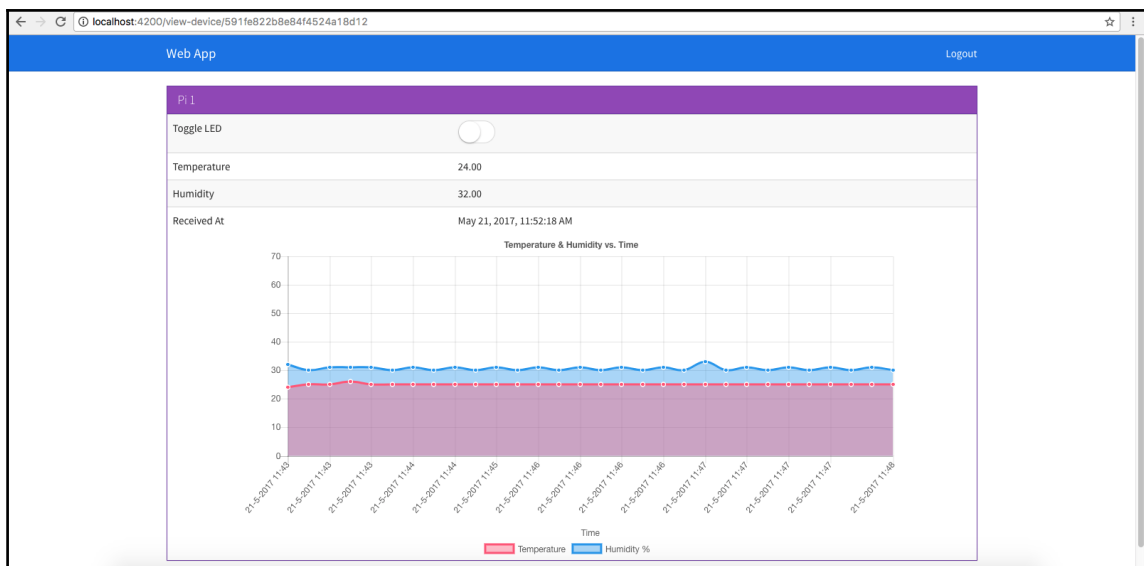 localhost:4200/view-device/591fe822b8e84f4524a18d12
Web App Logout
Pi 1
Toggle LED
Temperature 24.00
Humidity 32.00
Received At May 21, 2017, 11:52:18 AM
Temperature & Humidity vs. Time
70
60
50
40
30
20
10
0
21-5-2017 11:43 21-5-2017 11:43 21-5-2017 11:43 21-5-2017 11:44 21-5-2017 11:44 21-5-2017 11:45 21-5-2017 11:46 21-5-2017 11:46 21-5-2017 11:46 21-5-2017 11:46 21-5-2017 11:47 21-5-2017 11:47 21-5-2017 11:47 21-5-2017 11:47 21-5-2017 11:48
Time
Temperature Humidity %